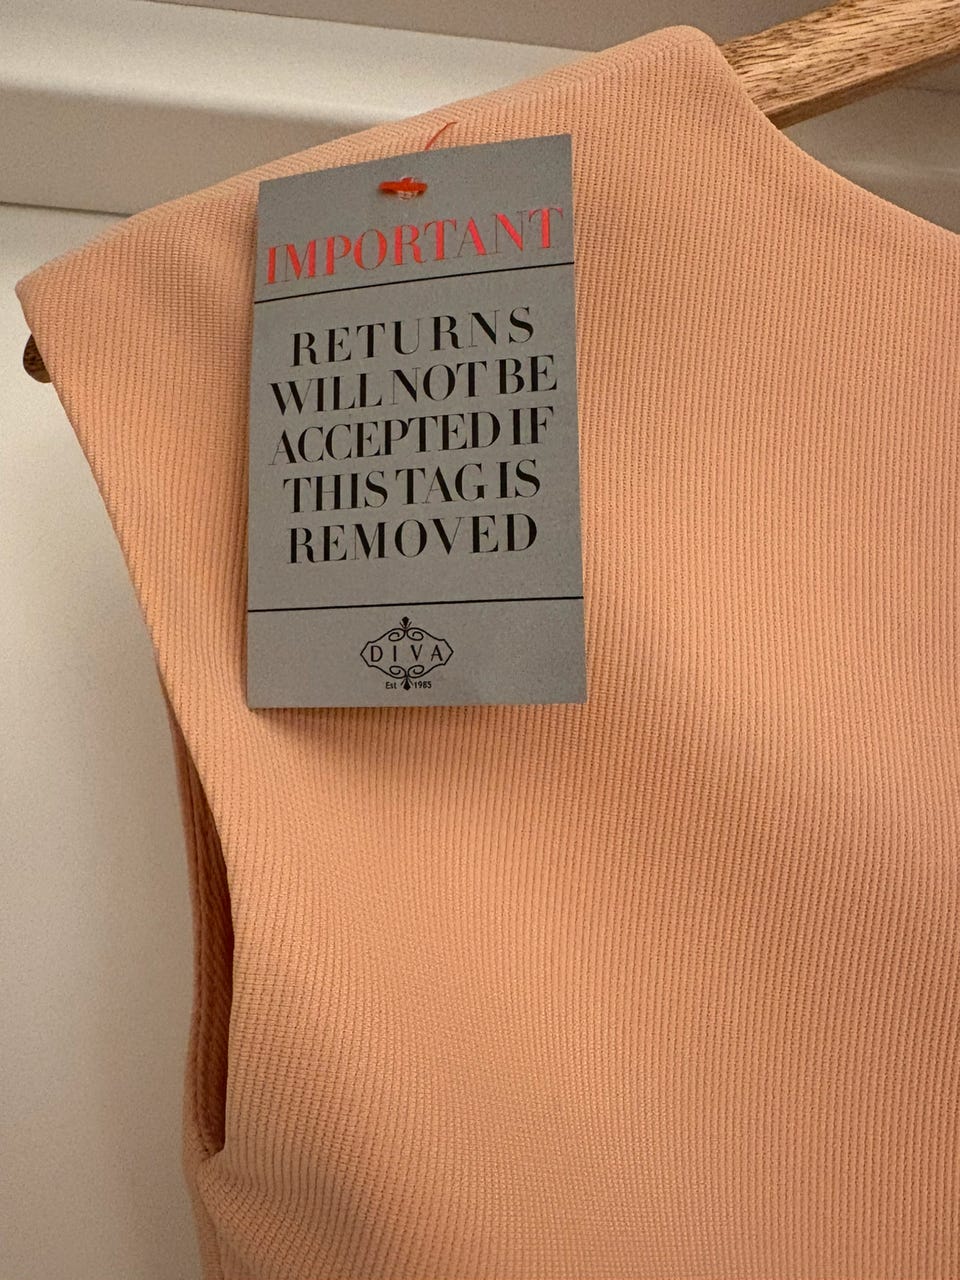 IMPORTANT
RETURNS
WILL NOT BE
ACCEPTED IF
THIS TAG IS
REMOVED
DIVA
Est 1985